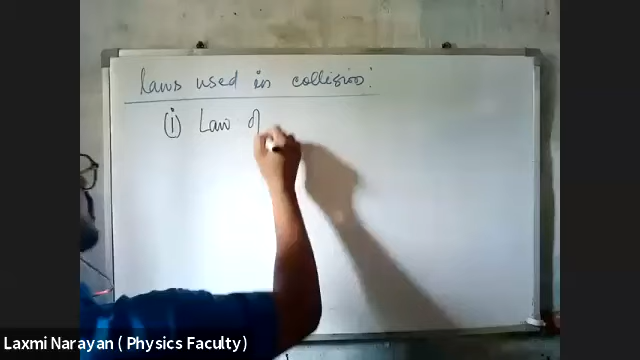 Laws used in collision:
(i) Law of
Laxmi Narayan ( Physics Faculty)